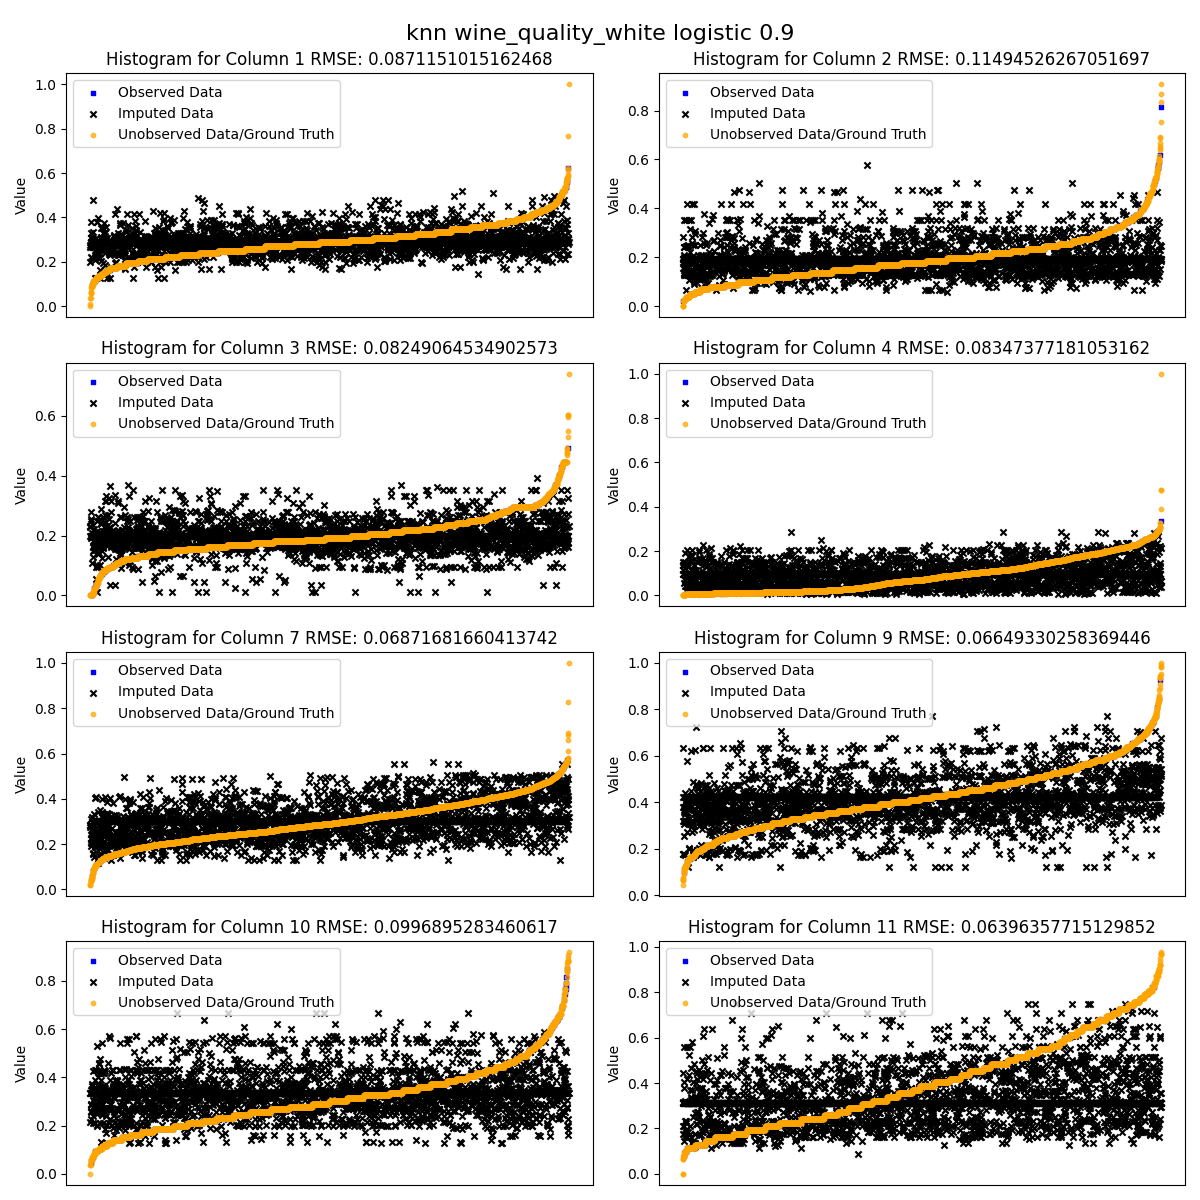 knn wine_quality_white logistic 0.9
Histogram for Column 1 RMSE: 0.0871151015162468
Histogram for Column 2 RMSE: 0.11494526267051697
1.0
0.8
0.6
0.4
0.2
0.0
Value
Observed Data
Imputed Data
Unobserved Data/Ground Truth
0.8
0.6
0.4
0.2
0.0
Value
Observed Data
Imputed Data
Unobserved Data/Ground Truth
Histogram for Column 3 RMSE: 0.08249064534902573
Histogram for Column 4 RMSE: 0.08347377181053162
0.6
0.4
0.2
0.0
Value
Observed Data
Imputed Data
Unobserved Data/Ground Truth
1.0
0.8
0.6
0.4
0.2
0.0
Value
Observed Data
Imputed Data
Unobserved Data/Ground Truth
Histogram for Column 7 RMSE: 0.06871681660413742
Histogram for Column 9 RMSE: 0.06649330258369446
1.0
0.8
0.6
0.4
0.2
0.0
Value
Observed Data
Imputed Data
Unobserved Data/Ground Truth
1.0
0.8
0.6
0.4
0.2
0.0
Value
Observed Data
Imputed Data
Unobserved Data/Ground Truth
Histogram for Column 10 RMSE: 0.0996895283460617
Histogram for Column 11 RMSE: 0.06396357715129852
0.8
0.6
0.4
0.2
0.0
Value
Observed Data
Imputed Data
Unobserved Data/Ground Truth
1.0
0.8
0.6
0.4
0.2
0.0
Value
Observed Data
Imputed Data
Unobserved Data/Ground Truth